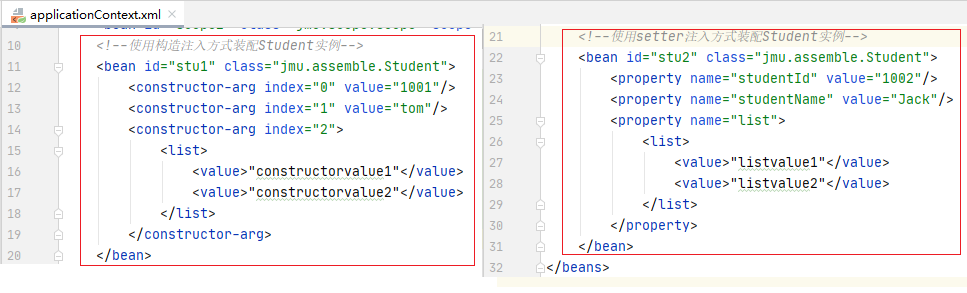 applicationContext.xml
10 <!--使用构造注入方式装配Student实例-->
11 <bean id="stu1" class="jmu.assemble.Student">
12 <constructor-arg index="0" value="1001"/>
13 <constructor-arg index="1" value="tom"/>
14 <constructor-arg index="2">
15 <list>
16 <value>"constructorvalue1"</value>
17 <value>"constructorvalue2"</value>
18 </list>
19 </constructor-arg>
20 </bean>
21 <!--使用setter注入方式装配Student实例-->
22 <bean id="stu2" class="jmu.assemble.Student">
23 <property name="studentId" value="1002"/>
24 <property name="studentName" value="Jack"/>
25 <property name="list">
26 <list>
27 <value>"listvalue1"</value>
28 <value>"listvalue2"</value>
29 </list>
30 </property>
31 </bean>
32 </beans>